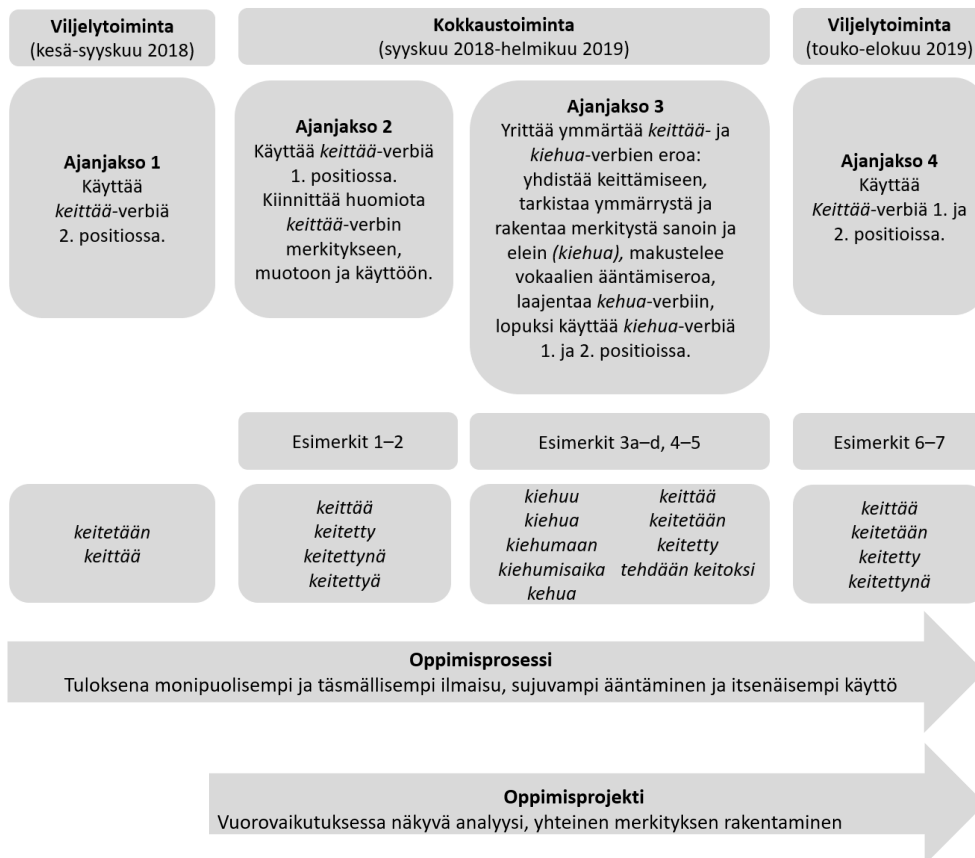 Viljelytoiminta
(kesä-syyskuu 2018)
Kokkaustoiminta
(syyskuu 2018-helmikuu 2019)
Viljelytoiminta
(touko-elokuu 2019)
Ajanjakso 1
Käyttää
keittää-verbiä
2. positiossa.
Ajanjakso 2
Käyttää keittää-verbiä
1. positiossa.
Kiinnittää huomiota
keittää-verbin
merkitykseen,
muotoon ja käyttöön.
Ajanjakso 3
Yrittää ymmärtää keittää- ja
kiehua-verbien eroa:
yhdistää keittämiseen,
tarkistaa ymmärrystä ja
rakentaa merkitystä sanoin ja
elein (kiehua), makustelee
vokaalien ääntämiseroa,
laajentaa kehua-verbiin,
lopuksi käyttää kiehua-verbiä
1. ja 2. positioissa.
Ajanjakso 4
Käyttää
Keittää-verbiä 1. ja
2. positioissa.
Esimerkit 1–2
Esimerkit 3a–d, 4–5
Esimerkit 6–7
keitetään
keittää
keittää
keitetty
keitettynä
keitettyä
kiehuu
kiehua
kiehumaan
kiehumisaika
kehua
keittää
keitetään
keitetty
tehdään keitoksi
keittää
keitetään
keitetty
keitettynä
Oppimisprosessi
Tuloksena monipuolisempi ja täsmällisempi ilmaisu, sujuvampi ääntäminen ja itsenäisempi käyttö
Oppimisprojekti
Vuorovaikutuksessa näkyvä analyysi, yhteinen merkityksen rakentaminen